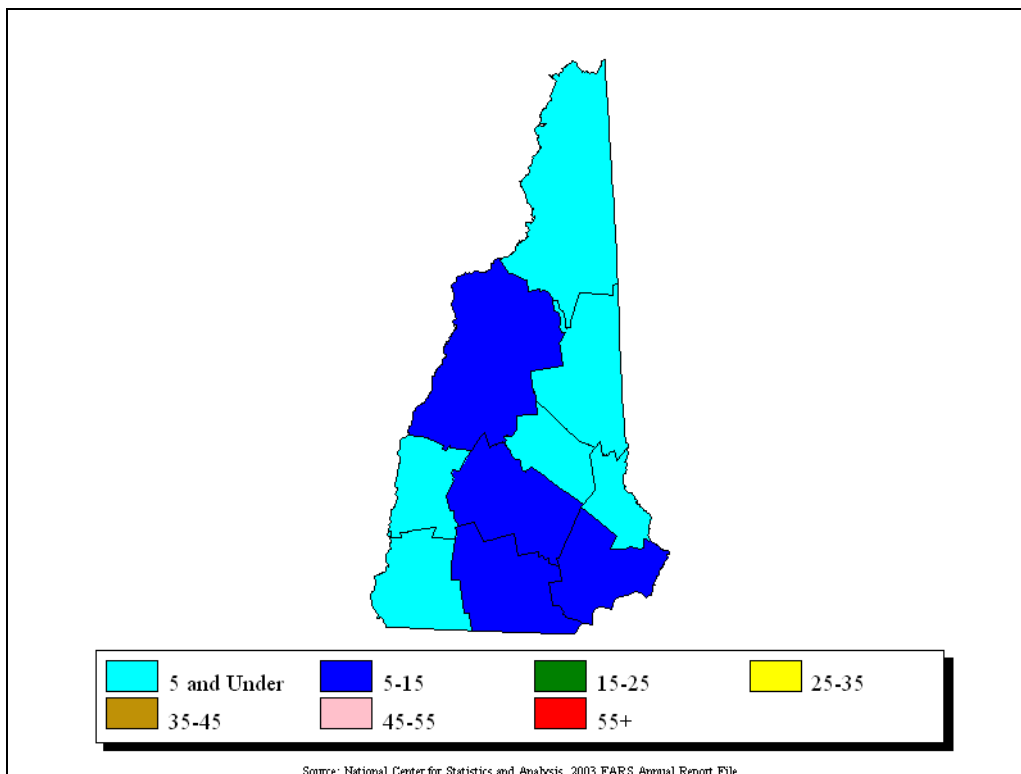 5 and Under 5-15 15-25 25-35
35-45 45-55 55+
Source: National Center for Statistics and Analysis, 2003 FARS Annual Report File